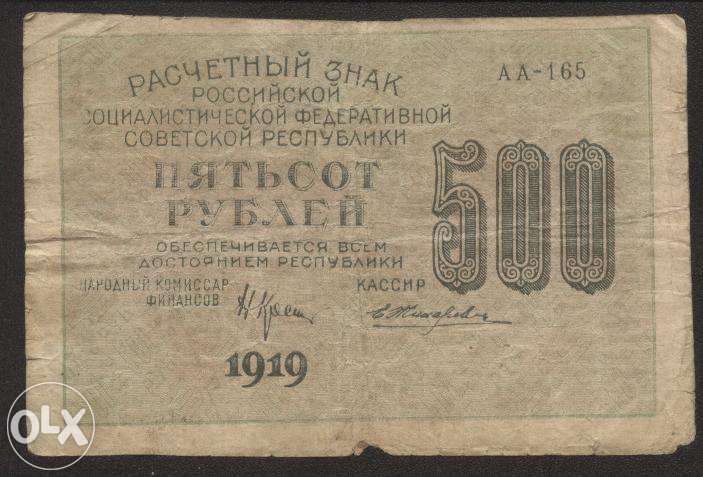 РАСЧЕТНЫЙ ЗНАК
РОССИЙСКОЙ
СОЦИАЛИСТИЧЕСКОЙ ФЕДЕРАТИВНОЙ
СОВЕТСКОЙ РЕСПУБЛИКИ
ПЯТЬСОТ
РУБЛЕЙ
ОБЕСПЕЧИВАЕТСЯ ВСЕМ
ДОСТОЯНИЕМ РЕСПУБЛИКИ
НАРОДНЫЙ КОМИССАР
ФИНАНСОВ
КАССИР
1919
АА-165
500
OLX